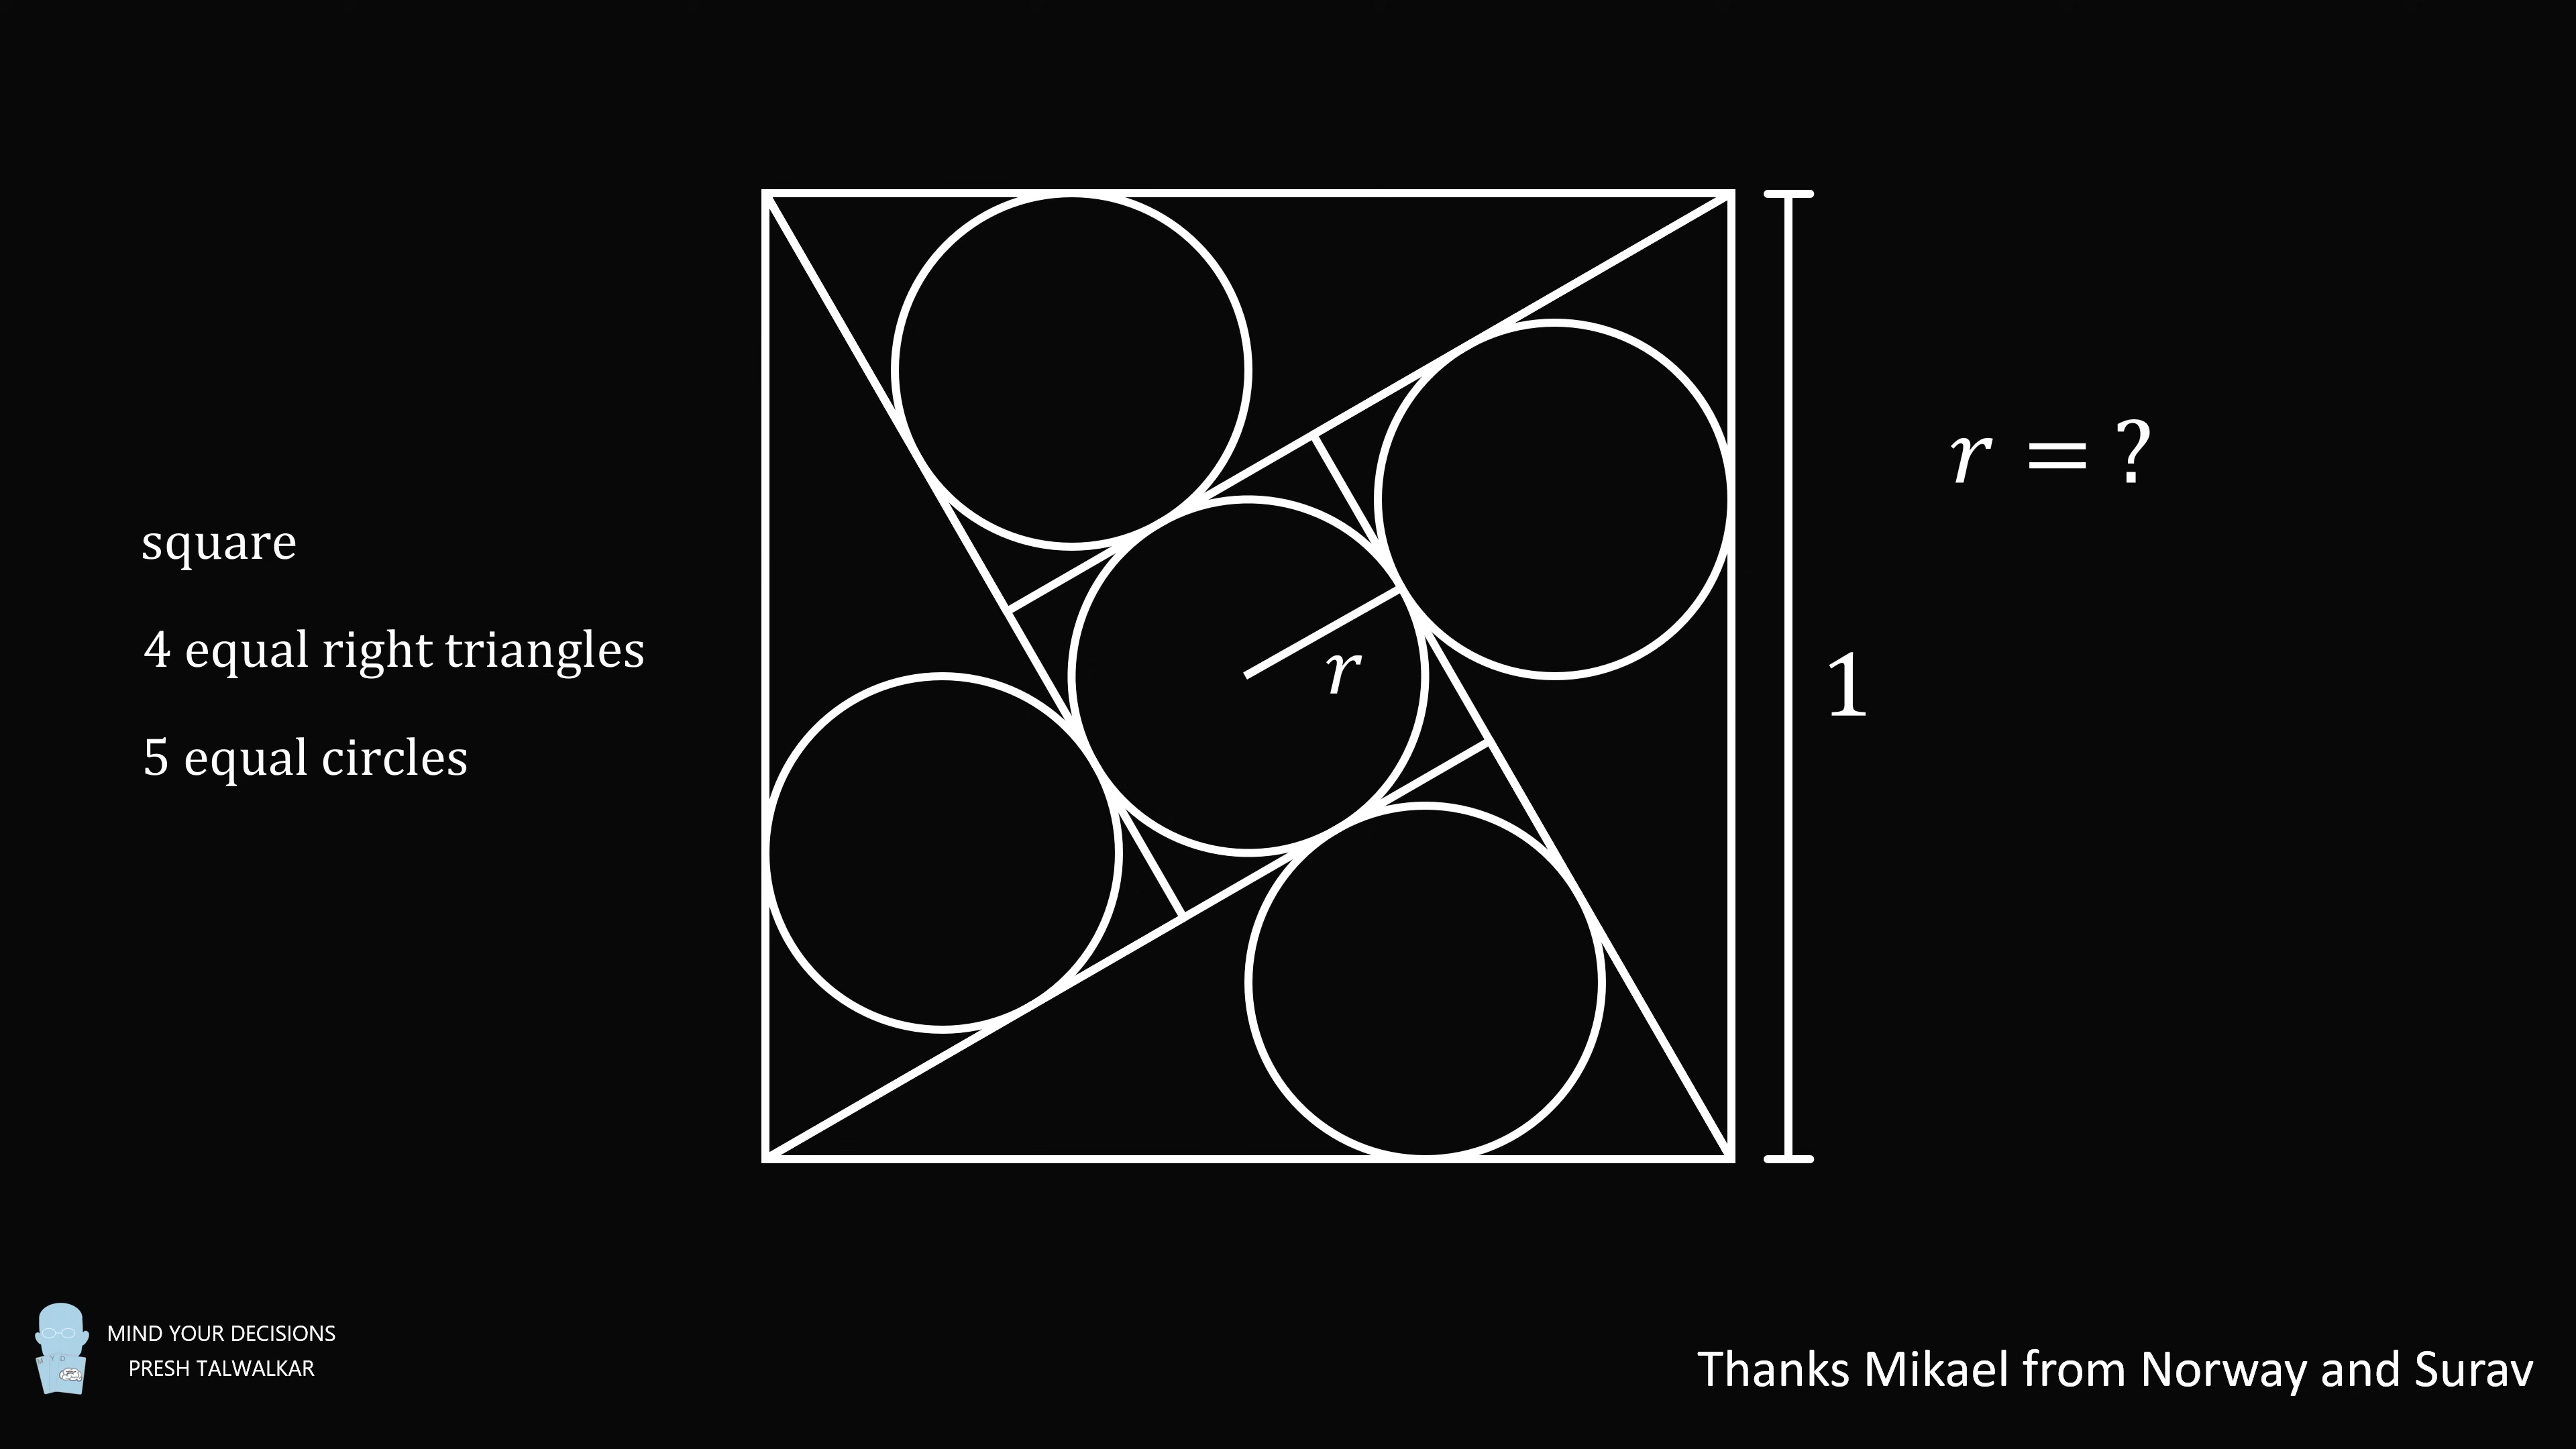 square
4 equal right triangles
5 equal circles
r
1
r = ?
MIND YOUR DECISIONS
PRESH TALWALKAR
Thanks Mikael from Norway and Surav